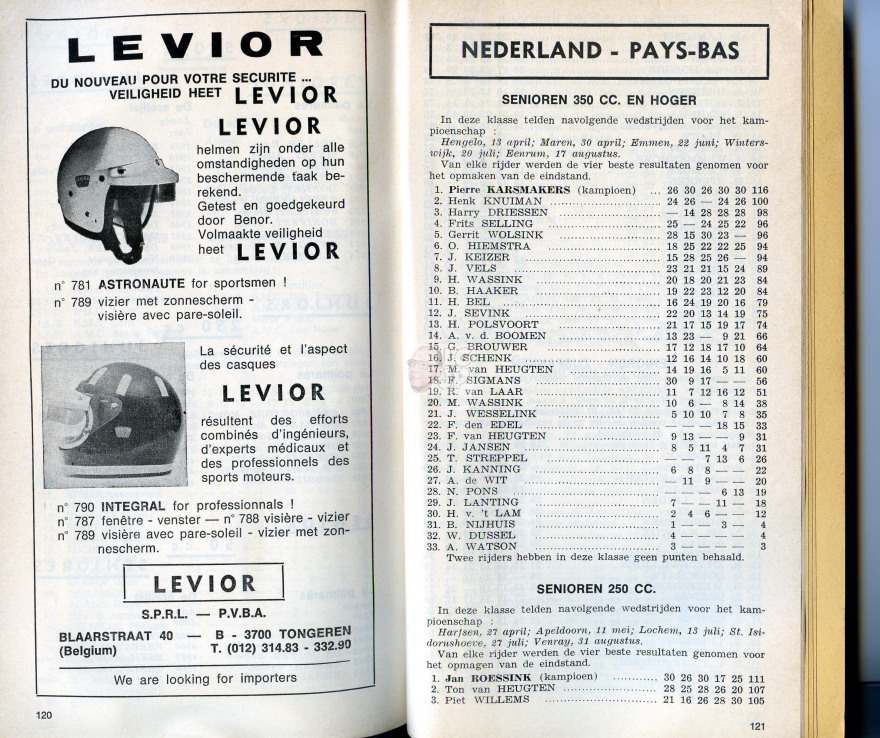 LEVIOR
DU NOUVEAU POUR VOTRE SECURITE ...
VEILIGHEID HEET LEVIOR
LEVIOR
helmen zijn onder alle
omstandigheden op hun
beschermende taak be-
rekend.
Getest en goedgekeurd
door Benor.
Volmaakte veiligheid
heet LEVIOR
n° 781 ASTRONAUTE for sportsmen !
n° 789 vizier met zonnescherm -
visière avec pare-soleil.
La sécurité et l'aspect
des casques
LEVIOR
résultent des efforts
combinés d'ingénieurs,
d'experts médicaux et
des professionnels des
sports moteurs.
n° 790 INTEGRAL for professionnals !
n° 787 fenêtre - venster — n° 788 visière - vizier
n° 789 visière avec pare-soleil - vizier met zon-
nescherm.
LEVIOR
S.P.R.L. — P.V.B.A.
BLAARSTRAAT 40 — B - 3700 TONGEREN
(Belgium) T. (012) 314.83 - 332.90
We are looking for importers
120
NEDERLAND - PAYS-BAS
SENIOREN 350 CC. EN HOGER
In deze klasse telden navolgende wedstrijden voor het kam-
pioenschap :
Hengelo, 13 april; Maren, 30 april; Emmen, 22 juni; Winters-
wijk, 20 juli; Eenrum, 17 augustus.
Van elke rijder werden de vier beste resultaten genomen voor
het opmaken van de eindstand.
1. Pierre KARSMAKERS (kampioen) ... 26 30 26 30 30 116
2. Henk KNUIMAN ... 24 26 — 24 26 100
3. Harry DRIESSEN ... — 14 28 28 28 98
4. Frits SELLING ... 25 — 24 25 22 96
5. Gerrit WOLSINK ... 28 15 30 23 — 96
6. O. HIEMSTRA ... 18 25 22 22 25 94
7. J. KEIZER ... 15 28 25 26 — 94
8. J. VELS ... 23 21 21 15 24 89
9. H. WASSINK ... 20 18 20 21 23 84
10. B. HAAKER ... 19 22 23 12 20 84
11. H. BEL ... 16 24 19 20 16 79
12. J. SEVINK ... 22 20 13 14 19 75
13. H. POLSVOORT ... 21 17 15 19 17 74
14. A. v. d. BOOMEN ... 13 23 — 9 21 66
15. G. BROUWER ... 17 12 18 17 10 64
16. J. SCHENK ... 12 16 14 10 18 60
17. M. van HEUGTEN ... 14 19 16 5 11 60
18. F. SIGMANS ... 30 9 17 — — 56
19. R. van LAAR ... 11 7 12 16 12 51
20. M. WASSINK ... 10 6 — 8 14 38
21. J. WESSELINK ... 5 10 10 7 8 35
22. F. den EDEL ... — — — 18 15 33
23. F. van HEUGTEN ... 9 13 — — 9 31
24. J. JANSEN ... 8 5 11 4 7 31
25. T. STREPPEL ... — — 7 13 6 26
26. J. KANNING ... 6 8 8 — — 22
27. A. de WIT ... — 11 9 — — 20
28. N. PONS ... — — — 6 13 19
29. J. LANTING ... 7 — — 11 — 18
30. H. v. 't LAM ... 2 4 6 — — 12
31. B. NIJHUIS ... 1 — — 3 — 4
32. W. DUSSEL ... 4 — — — — 4
33. A. WATSON ... 3 — — — — 3
Twee rijders hebben in deze klasse geen punten behaald.
SENIOREN 250 CC.
In deze klasse telden navolgende wedstrijden voor het kam-
pioenschap :
Harfsen, 27 april; Apeldoorn, 11 mei; Lochem, 13 juli; St. Isi-
dorushoeve, 27 juli; Venray, 31 augustus.
Van elke rijder werden de vier beste resultaten genomen voor
het opmagen van de eindstand.
1. Jan ROESSINK (kampioen) ... 30 26 30 17 25 111
2. Ton van HEUGTEN ... 28 25 28 26 20 107
3. Piet WILLEMS ... 21 16 26 28 30 105
121